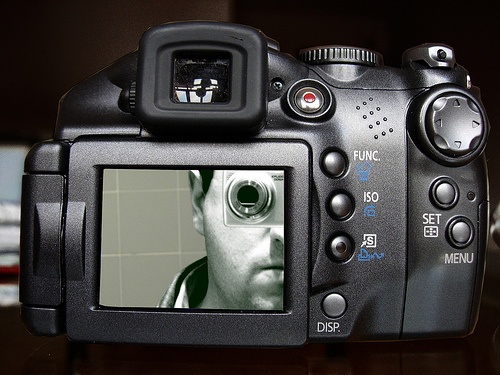 FUNC.
ISO
SET
MENU
DISP.